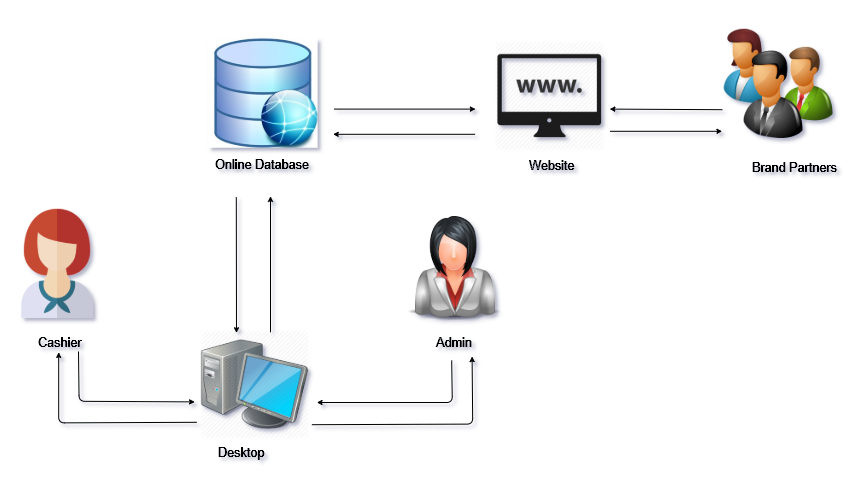 www.
Online Database
Website
Brand Partners
Cashier
Admin
Desktop